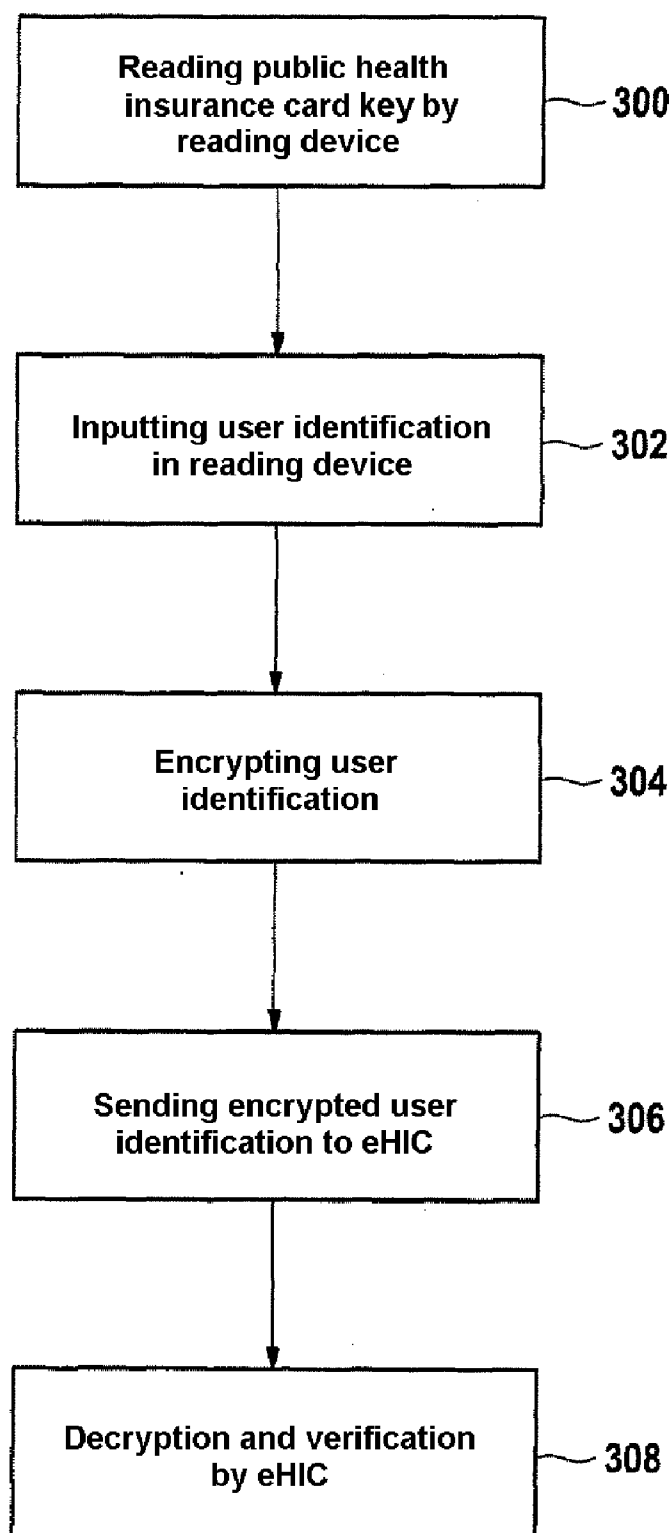 Reading public health
insurance card key by
reading device
300
Inputting user identification
in reading device
302
Encrypting user
identification
304
Sending encrypted user
identification to eHIC
306
Decryption and verification
by eHIC
308